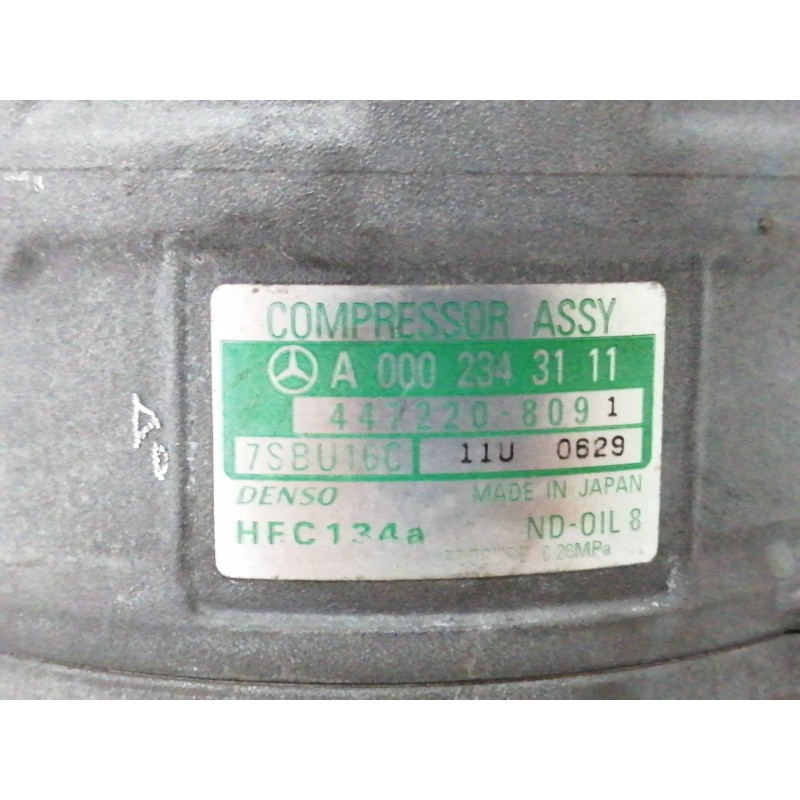 COMPRESSOR ASSY
A 000 234 31 11
447220-8091
7SBU16C 11U 0629
DENSO MADE IN JAPAN
HFC134a ND-OIL 8
0.26MPa